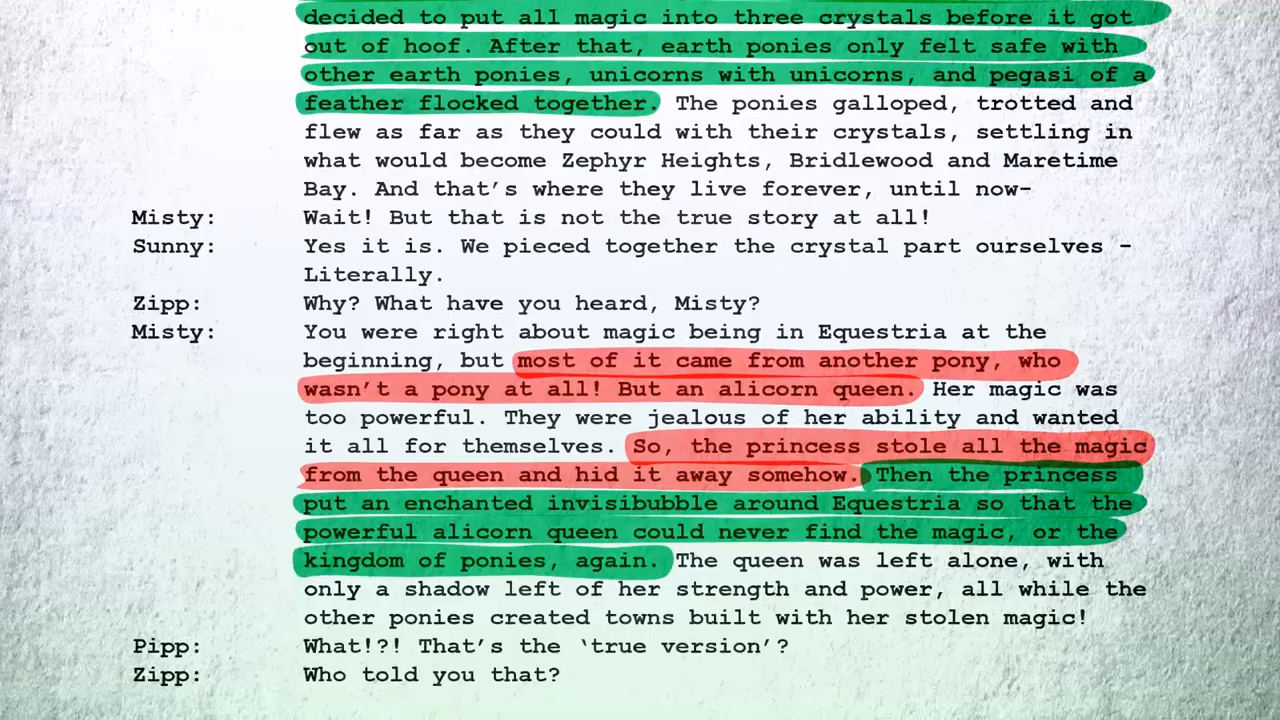 decided to put all magic into three crystals before it got
out of hoof. After that, earth ponies only felt safe with
other earth ponies, unicorns with unicorns, and pegasi of a
feather flocked together. The ponies galloped, trotted and
flew as far as they could with their crystals, settling in
what would become Zephyr Heights, Bridlewood and Maretime
Bay. And that’s where they live forever, until now-
Misty: Wait! But that is not the true story at all!
Sunny: Yes it is. We pieced together the crystal part ourselves -
Literally.
Zipp: Why? What have you heard, Misty?
Misty: You were right about magic being in Equestria at the
beginning, but most of it came from another pony, who
wasn’t a pony at all! But an alicorn queen. Her magic was
too powerful. They were jealous of her ability and wanted
it all for themselves. So, the princess stole all the magic
from the queen and hid it away somehow. Then the princess
put an enchanted invisibubble around Equestria so that the
powerful alicorn queen could never find the magic, or the
kingdom of ponies, again. The queen was left alone, with
only a shadow left of her strength and power, all while the
other ponies created towns built with her stolen magic!
Pipp: What!?! That’s the ‘true version’?
Zipp: Who told you that?